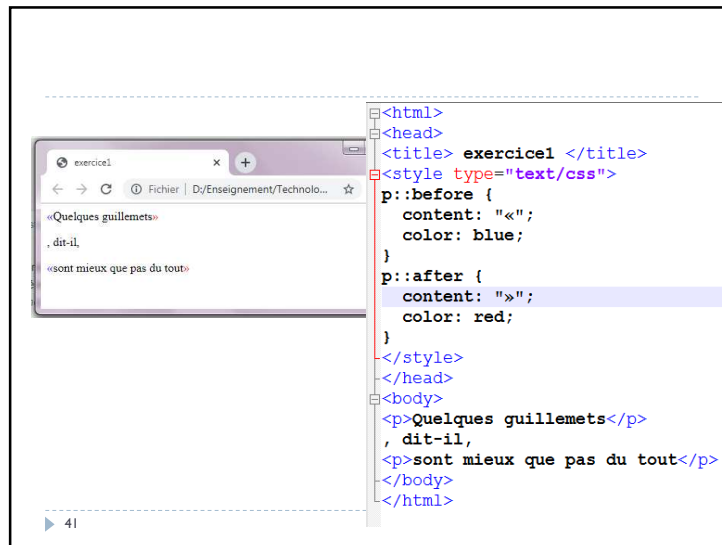 exercice1
Fichier | D:/Enseignement/Technolo...
«Quelques guillemets»
, dit-il,
«sont mieux que pas du tout»
<html>
<head>
<title> exercice1 </title>
<style type="text/css">
p::before {
content: "«";
color: blue;
}
p::after {
content: "»";
color: red;
}
</style>
</head>
<body>
<p>Quelques guillemets</p>
, dit-il,
<p>sont mieux que pas du tout</p>
</body>
</html>
41